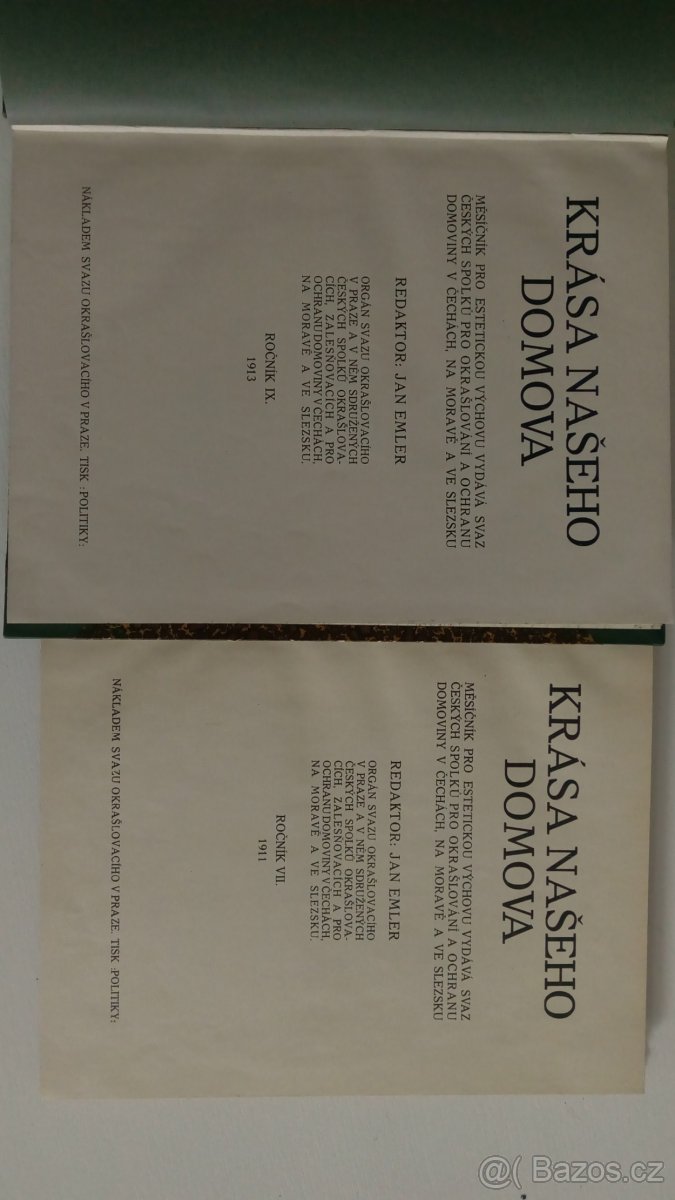 KRÁSA NAŠEHO
DOMOVA
MĚSÍČNÍK PRO ESTETICKOU VÝCHOVU VYDÁVÁ SVAZ
ČESKÝCH SPOLKŮ PRO OKRAŠLOVÁNÍ A OCHRANU
DOMOVINY V ČECHÁCH, NA MORAVĚ A VE SLEZSKU
REDAKTOR: JAN EMLER
ORGÁN SVAZU OKRAŠLOVACÍHO
V PRAZE A V NĚM SDRUŽENÝCH
ČESKÝCH SPOLKŮ OKRAŠLOVA-
CÍCH, ZALESŇOVACÍCH A PRO
OCHRANU DOMOVINY V ČECHÁCH,
NA MORAVĚ A VE SLEZSKU.
ROČNÍK IX.
1913
NÁKLADEM SVAZU OKRAŠLOVACÍHO V PRAZE. TISK :POLITIKY:
KRÁSA NAŠEHO
DOMOVA
MĚSÍČNÍK PRO ESTETICKOU VÝCHOVU VYDÁVÁ SVAZ
ČESKÝCH SPOLKŮ PRO OKRAŠLOVÁNÍ A OCHRANU
DOMOVINY V ČECHÁCH, NA MORAVĚ A VE SLEZSKU
REDAKTOR: JAN EMLER
ORGÁN SVAZU OKRAŠLOVACÍHO
V PRAZE A V NĚM SDRUŽENÝCH
ČESKÝCH SPOLKŮ OKRAŠLOVA-
CÍCH, ZALESŇOVACÍCH A PRO
OCHRANU DOMOVINY V ČECHÁCH,
NA MORAVĚ A VE SLEZSKU.
ROČNÍK VII.
1911
NÁKLADEM SVAZU OKRAŠLOVACÍHO V PRAZE. TISK :POLITIKY:
@() Bazos.cz